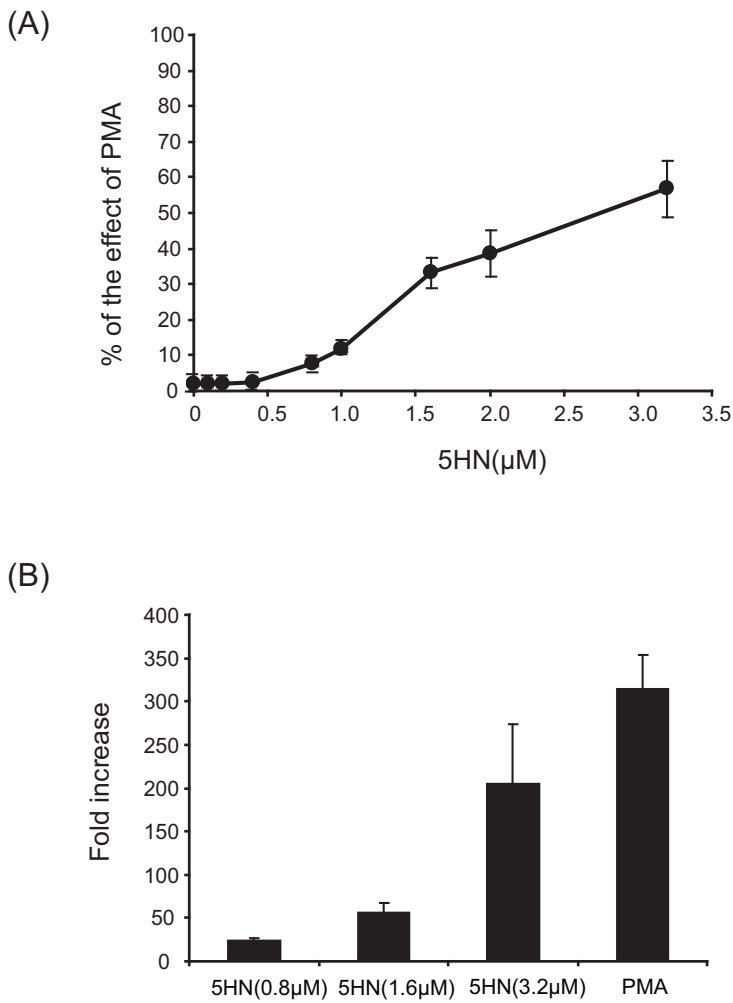 (A)
100
90
80
70
60
50
40
30
20
10
0
% of the effect of PMA
0 0.5 1.0 1.5 2.0 2.5 3.0 3.5
5HN(µM)
(B)
400
350
300
250
200
150
100
50
0
Fold increase
5HN(0.8µM) 5HN(1.6µM) 5HN(3.2µM) PMA